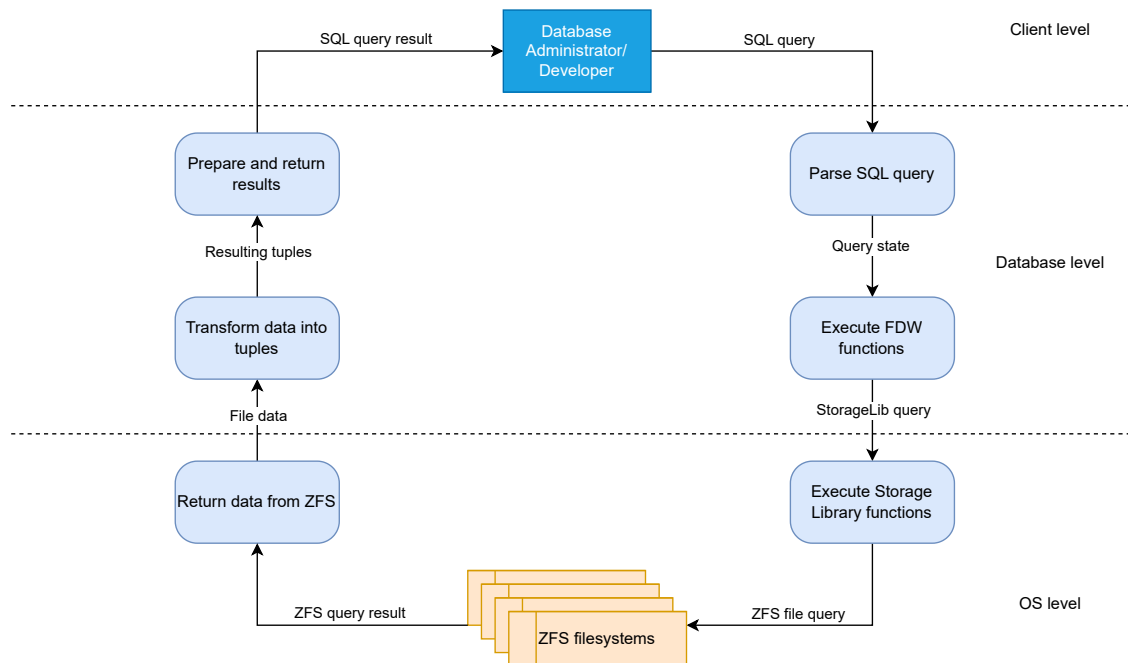 SQL query result
Database
Administrator/
Developer
SQL query
Client level
Prepare and return
results
Parse SQL query
Resulting tuples
Query state
Database level
Transform data into
tuples
Execute FDW
functions
File data
StorageLib query
Return data from ZFS
Execute Storage
Library functions
ZFS query result
ZFS filesystems
ZFS file query
OS level